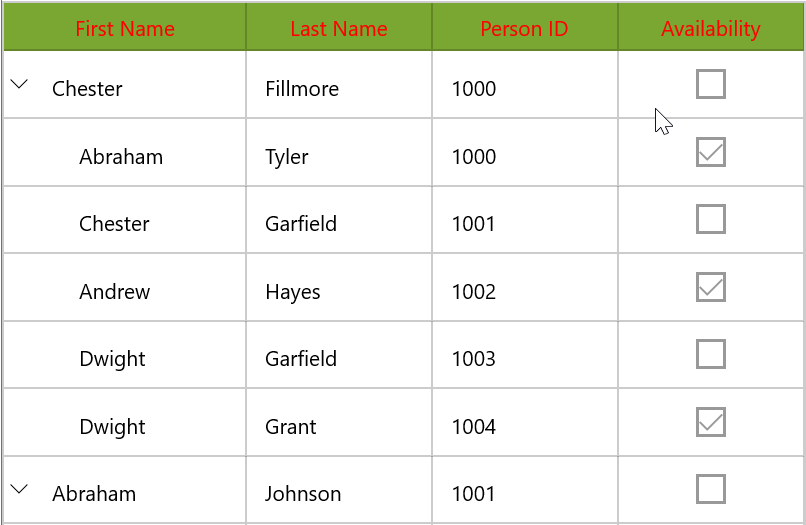 First Name Last Name Person ID Availability
Chester Fillmore 1000
Abraham Tyler 1000
Chester Garfield 1001
Andrew Hayes 1002
Dwight Garfield 1003
Dwight Grant 1004
Abraham Johnson 1001